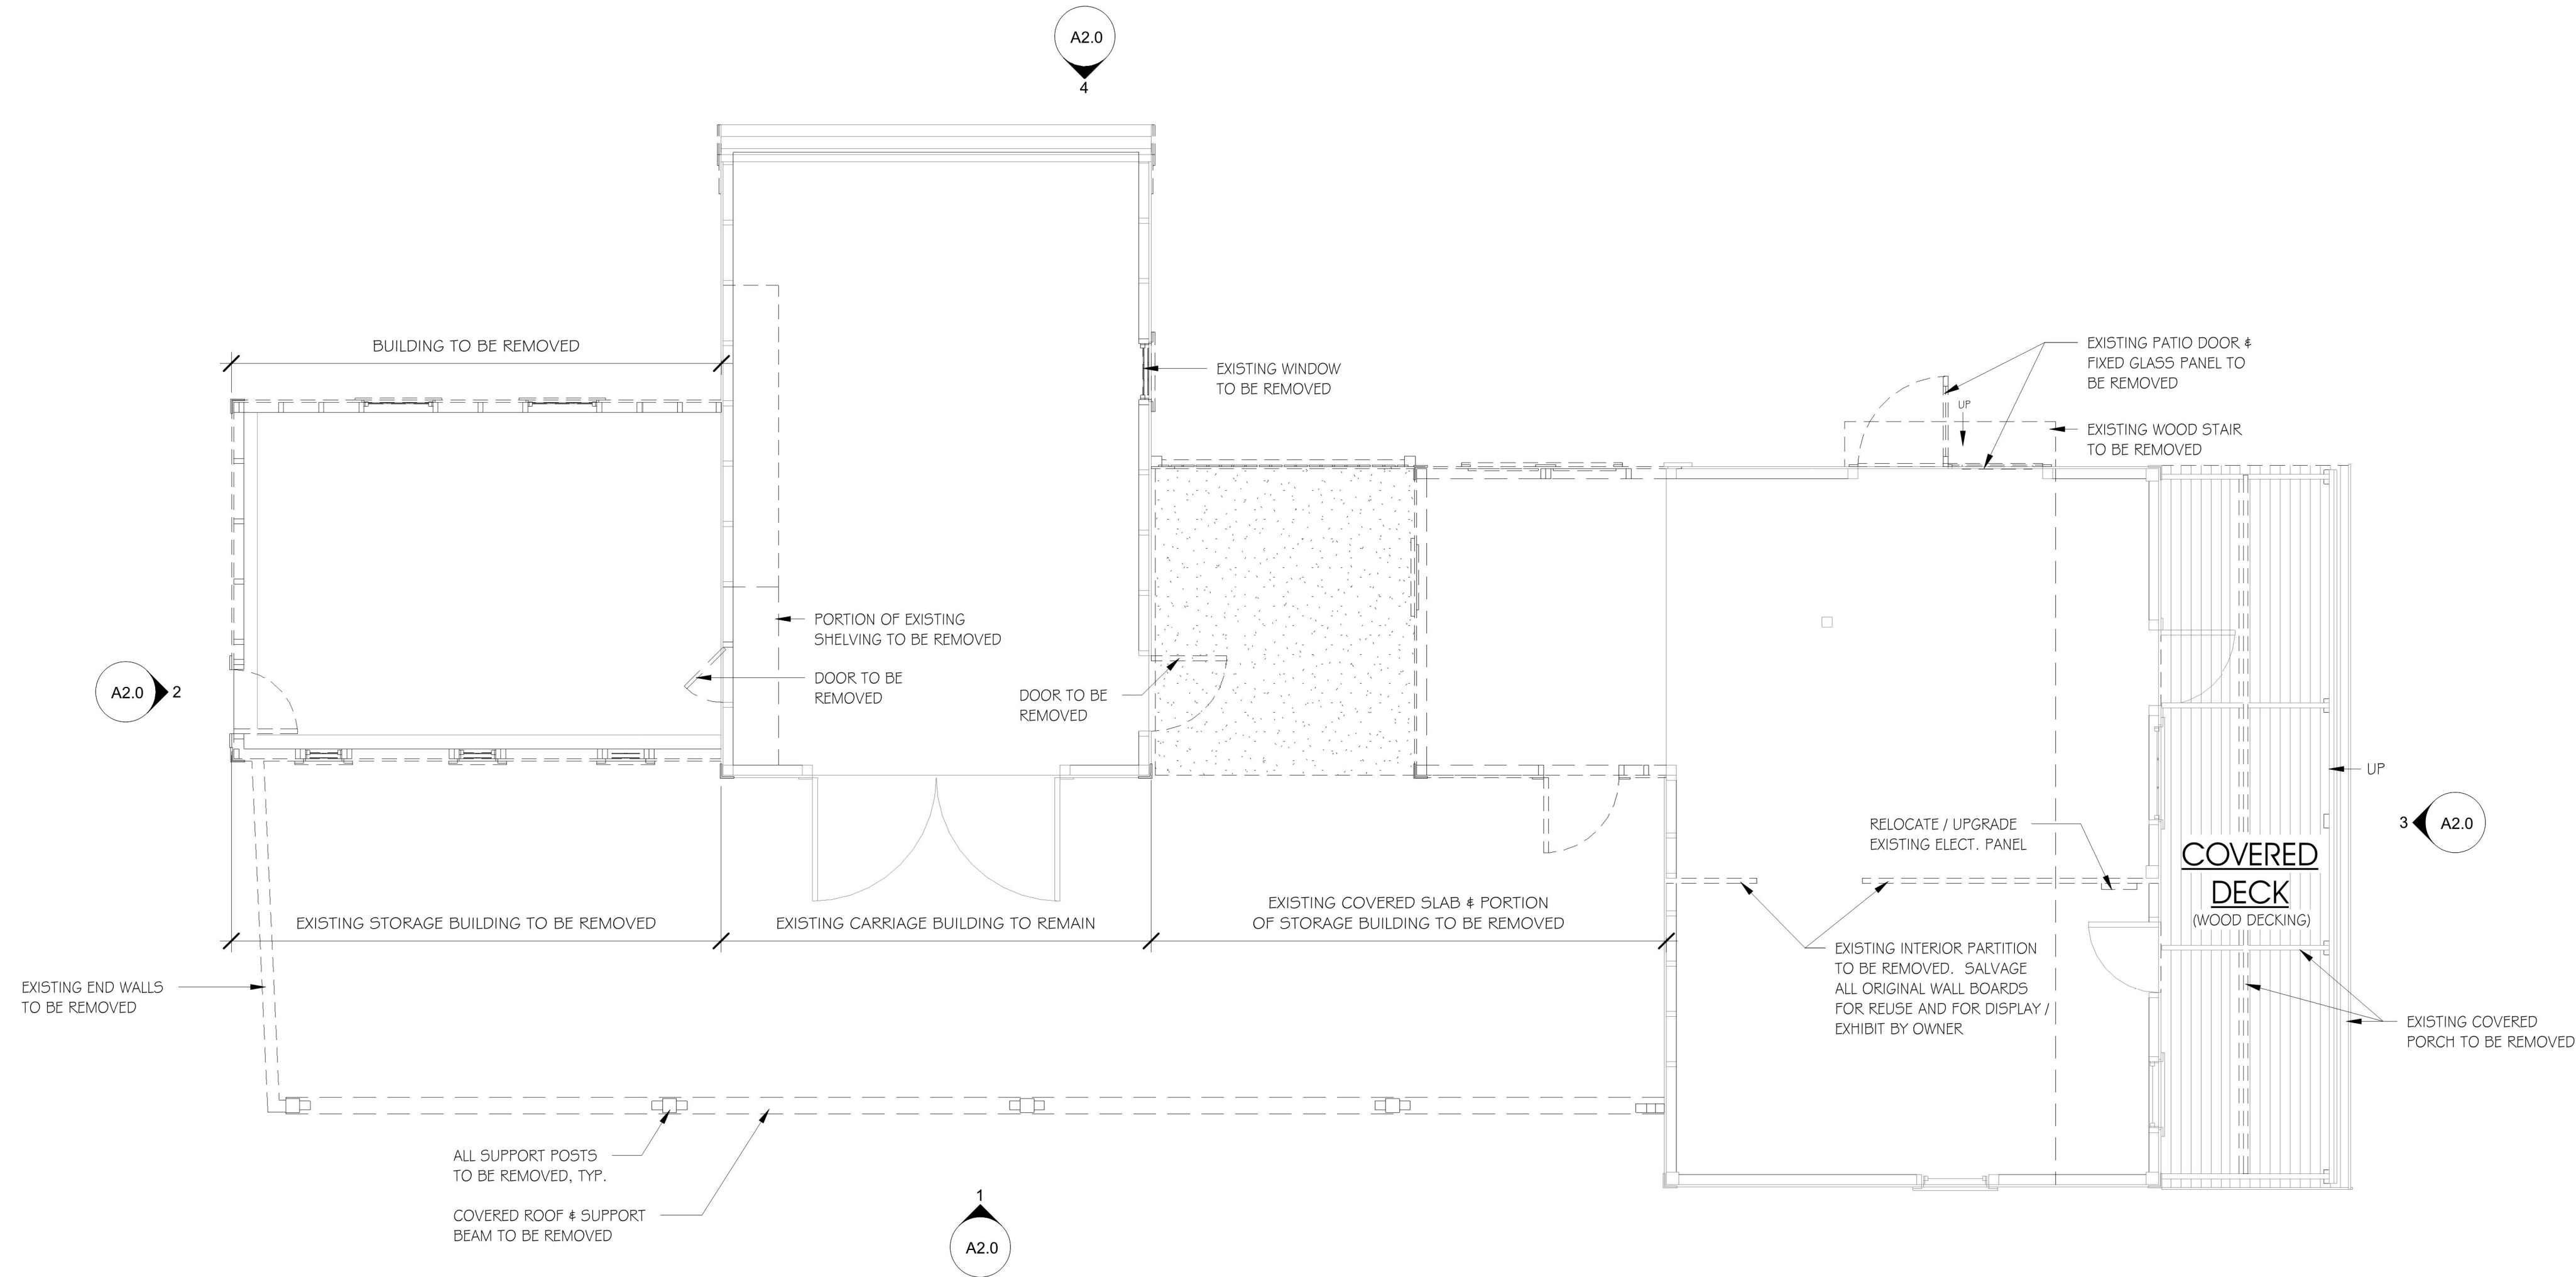 A2.0
4
BUILDING TO BE REMOVED
EXISTING WINDOW
TO BE REMOVED
EXISTING PATIO DOOR &
FIXED GLASS PANEL TO
BE REMOVED
UP
EXISTING WOOD STAIR
TO BE REMOVED
PORTION OF EXISTING
SHELVING TO BE REMOVED
DOOR TO BE
REMOVED
DOOR TO BE
REMOVED
A2.0
2
UP
RELOCATE / UPGRADE
EXISTING ELECT. PANEL
3
A2.0
COVERED
DECK
(WOOD DECKING)
EXISTING STORAGE BUILDING TO BE REMOVED
EXISTING CARRIAGE BUILDING TO REMAIN
EXISTING COVERED SLAB & PORTION
OF STORAGE BUILDING TO BE REMOVED
EXISTING INTERIOR PARTITION
TO BE REMOVED. SALVAGE
ALL ORIGINAL WALL BOARDS
FOR REUSE AND FOR DISPLAY /
EXHIBIT BY OWNER
EXISTING END WALLS
TO BE REMOVED
EXISTING COVERED
PORCH TO BE REMOVED
ALL SUPPORT POSTS
TO BE REMOVED, TYP.
COVERED ROOF & SUPPORT
BEAM TO BE REMOVED
1
A2.0